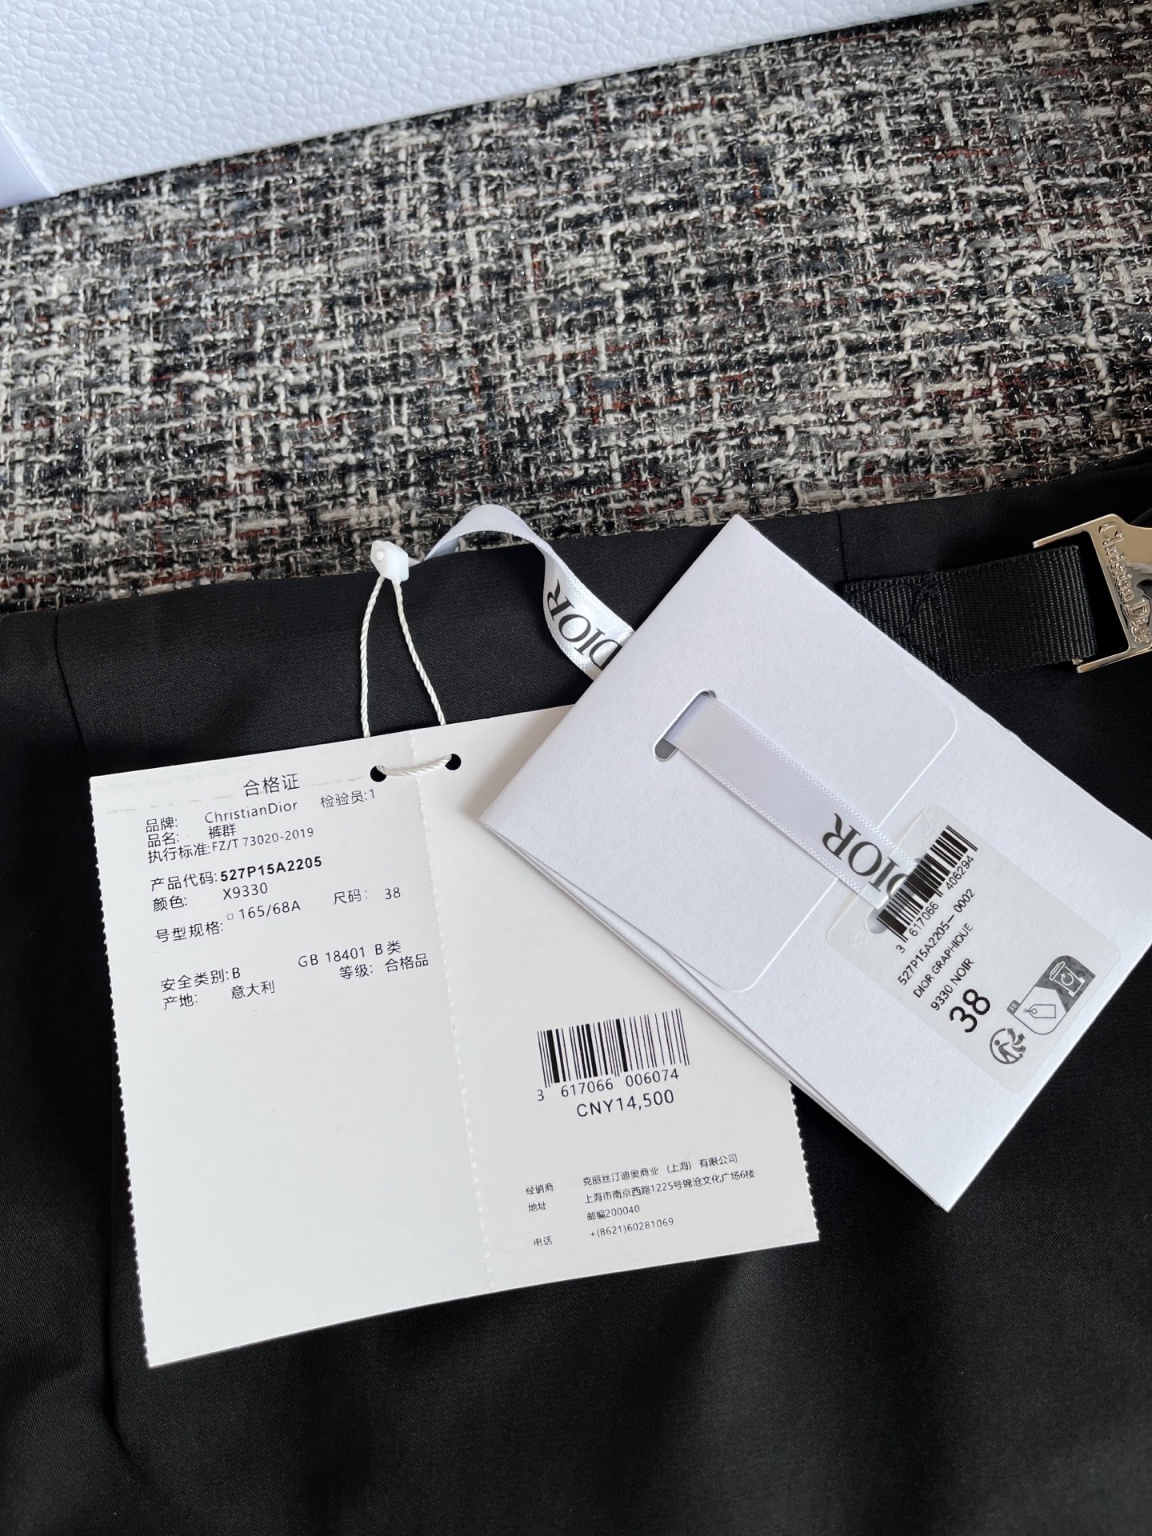 合格证
品牌: ChristianDior 检验员:1
品名: 裤群
执行标准:FZ/T 73020-2019
产品代码:527P15A2205
颜色: X9330
号型规格:□165/68A 尺码: 38
安全类别:B GB 18401 B类
产地: 意大利 等级: 合格品
3 617066 006074
CNY14,500
经销商 克丽丝汀迪奥商业（上海）有限公司
地址 上海市南京西路1225号锦沧文化广场6楼
邮编200040
电话 +(8621)60281069
DIOR
DIOR
3 617066 406294
527P15A2205-0002
DIOR GRAPHIQUE
9330 NOIR
38
FR
Christian Dior